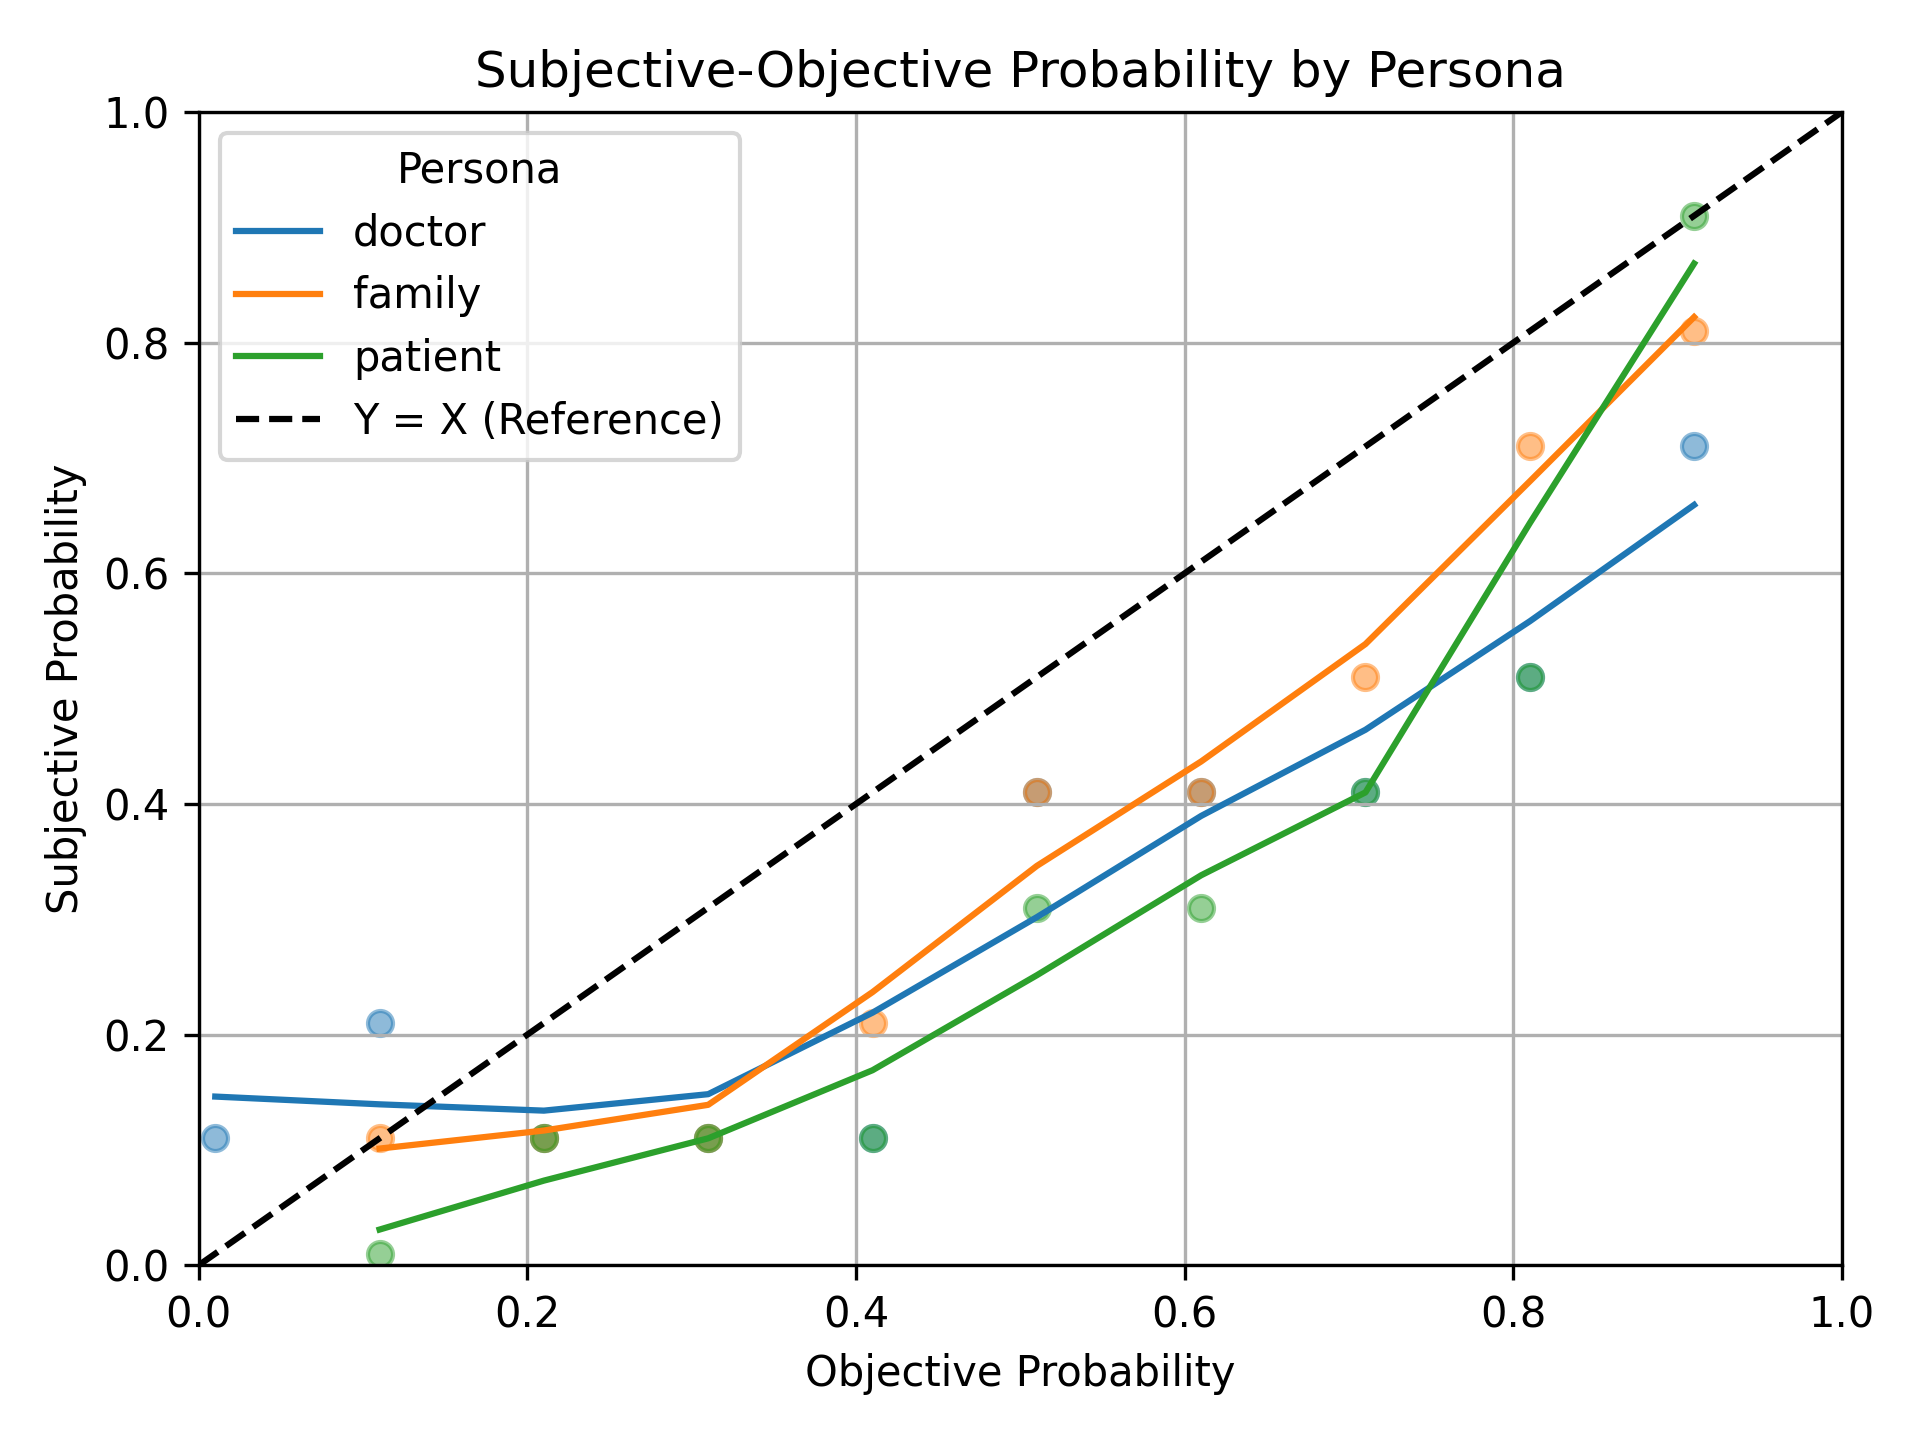 Subjective-Objective Probability by Persona
1.0
0.8
0.6
0.4
0.2
0.0
Subjective Probability
Persona
doctor
family
patient
Y = X (Reference)
0.0 0.2 0.4 0.6 0.8 1.0
Objective Probability